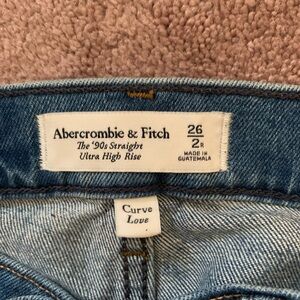 Abercrombie & Fitch
The '90s Straight
Ultra High Rise
26
2R
MADE IN
GUATEMALA
Curve
Love